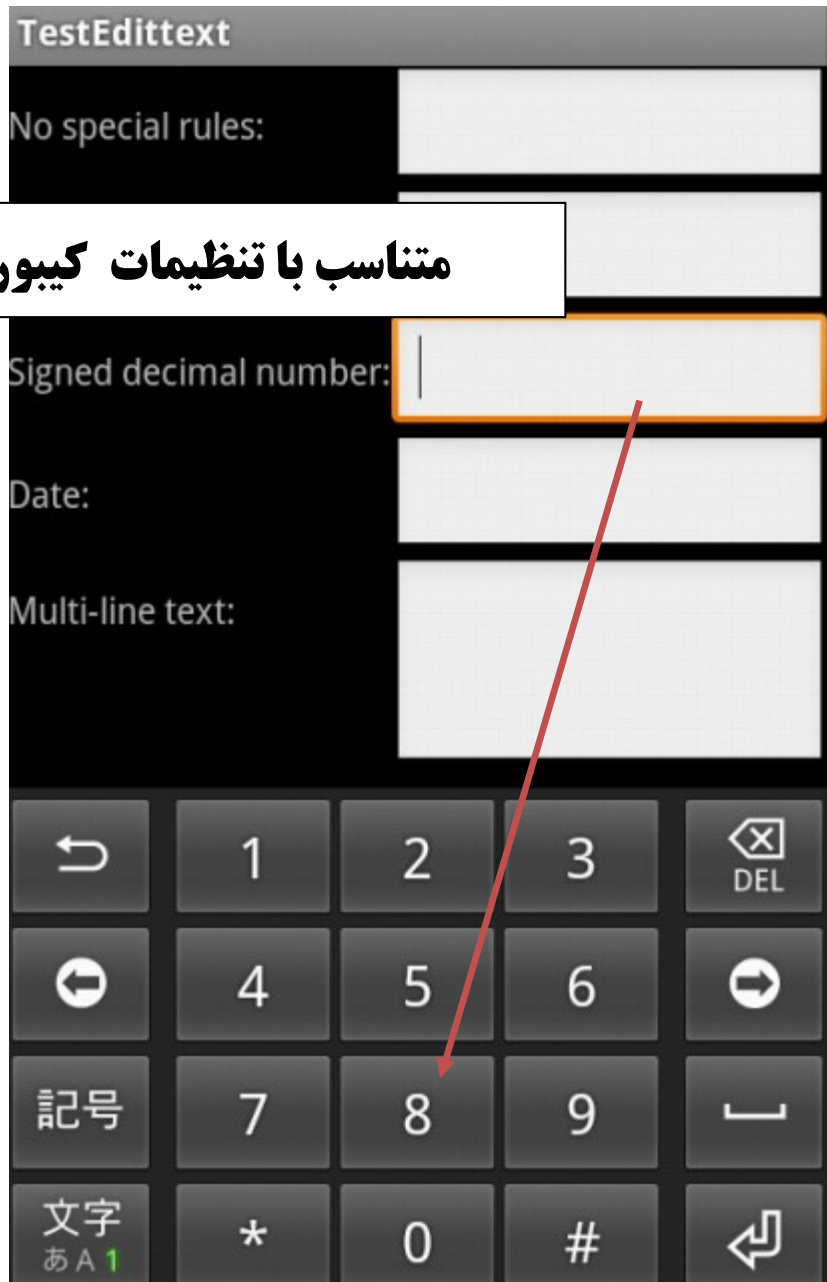 TestEdittext
No special rules:
متناسب با تنظیمات کیبور
Signed decimal number:
Date:
Multi-line text:
1 2 3 DEL
4 5 6
記号 7 8 9
文字 * 0 #
あ A 1